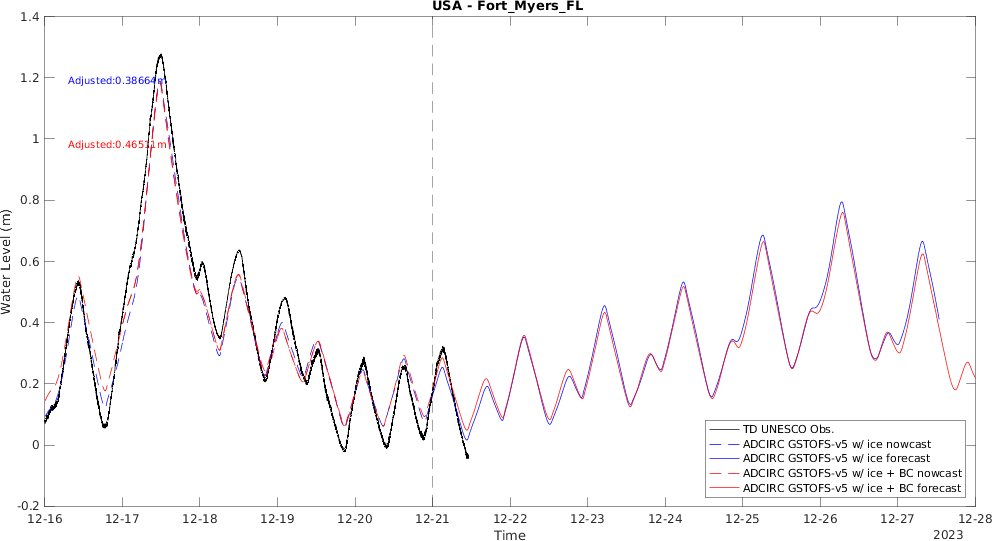 USA - Fort_Myers_FL
1.4
1.2
1
0.8
0.6
0.4
0.2
0
-0.2
Water Level (m)
Adjusted:0.38664m
Adjusted:0.46511m
TD UNESCO Obs.
ADCIRC GSTOFS-v5 w/ ice nowcast
ADCIRC GSTOFS-v5 w/ ice forecast
ADCIRC GSTOFS-v5 w/ ice + BC nowcast
ADCIRC GSTOFS-v5 w/ ice + BC forecast
12-16 12-17 12-18 12-19 12-20 12-21 12-22 12-23 12-24 12-25 12-26 12-27 12-28
Time
2023